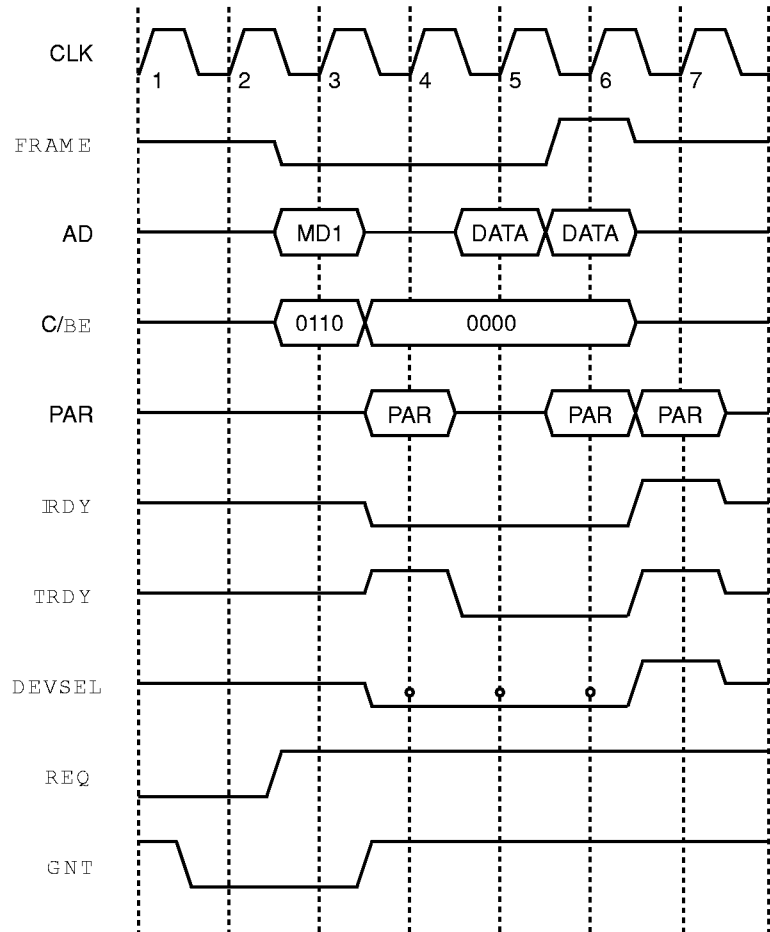 CLK
1 2 3 4 5 6 7
FRAME
AD MD1 DATA DATA
C/BE 0110 0000
PAR PAR PAR PAR
IRDY
TRDY
DEVSEL
REQ
GNT